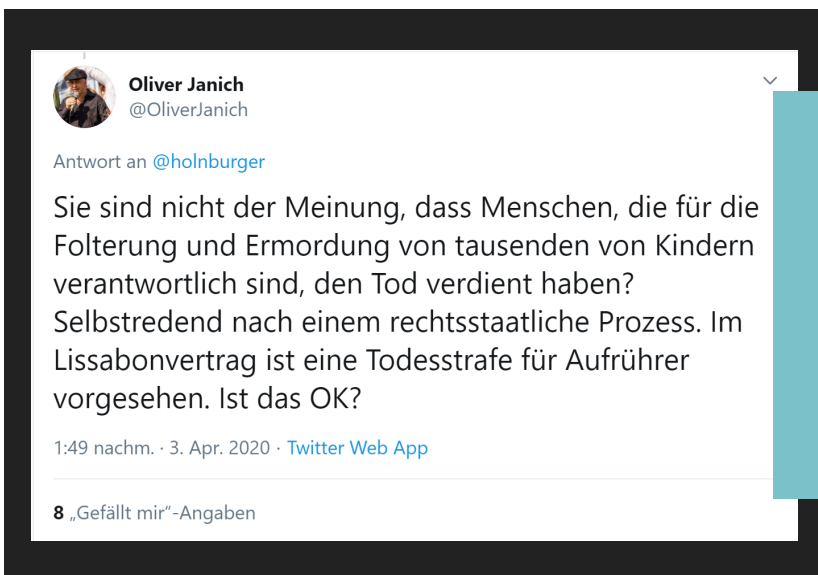 Oliver Janich
@OliverJanich
Antwort an @holnburger
Sie sind nicht der Meinung, dass Menschen, die für die
Folterung und Ermordung von tausenden von Kindern
verantwortlich sind, den Tod verdient haben?
Selbstredend nach einem rechtsstaatliche Prozess. Im
Lissabonvertrag ist eine Todesstrafe für Aufrührer
vorgesehen. Ist das OK?
1:49 nachm. · 3. Apr. 2020 · Twitter Web App
8 „Gefällt mir“-Angaben